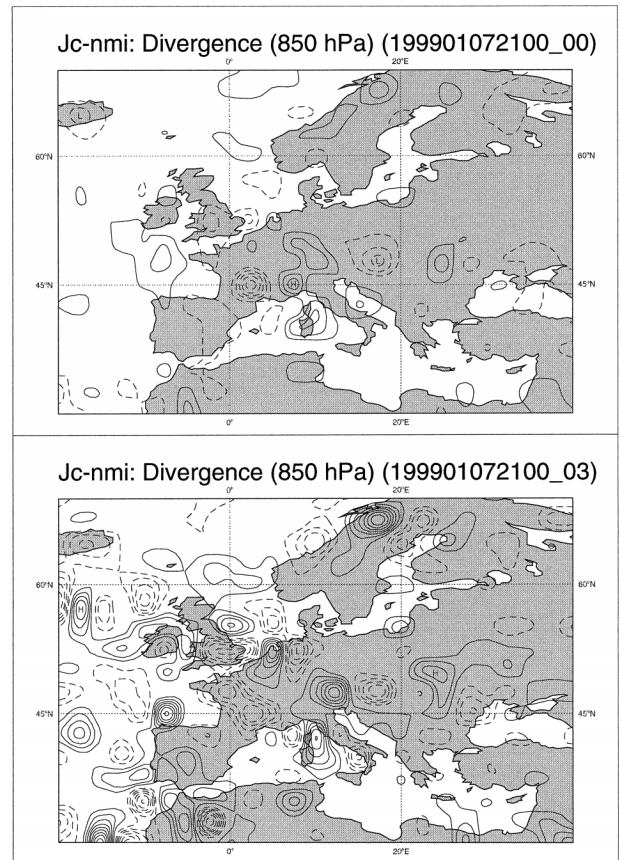 Jc-nmi: Divergence (850 hPa) (199901072100_00)
0° 20°E
60°N 60°N
45°N 45°N
L
L
L
H
0° 20°E
Jc-nmi: Divergence (850 hPa) (199901072100_03)
0° 20°E
60°N 60°N
H
L
H
45°N 45°N
0° 20°E